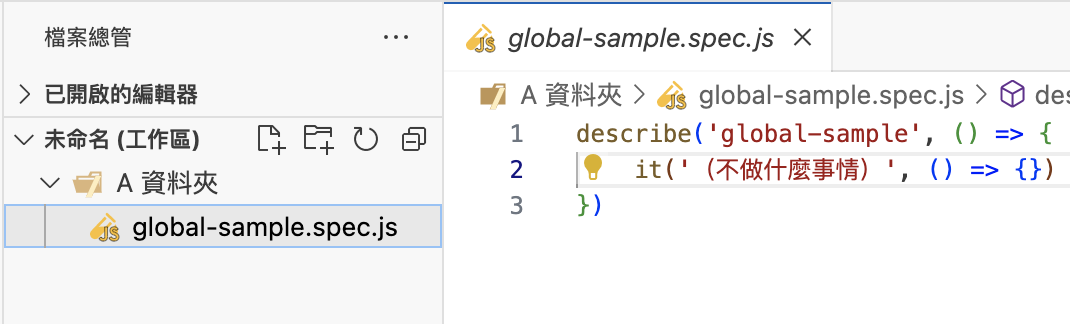 檔案總管
已開啟的編輯器
未命名 (工作區)
A 資料夾
global-sample.spec.js
global-sample.spec.js
A 資料夾 > global-sample.spec.js > des
1 describe('global-sample', () => {
2 it('（不做什麼事情）', () => {})
3 })